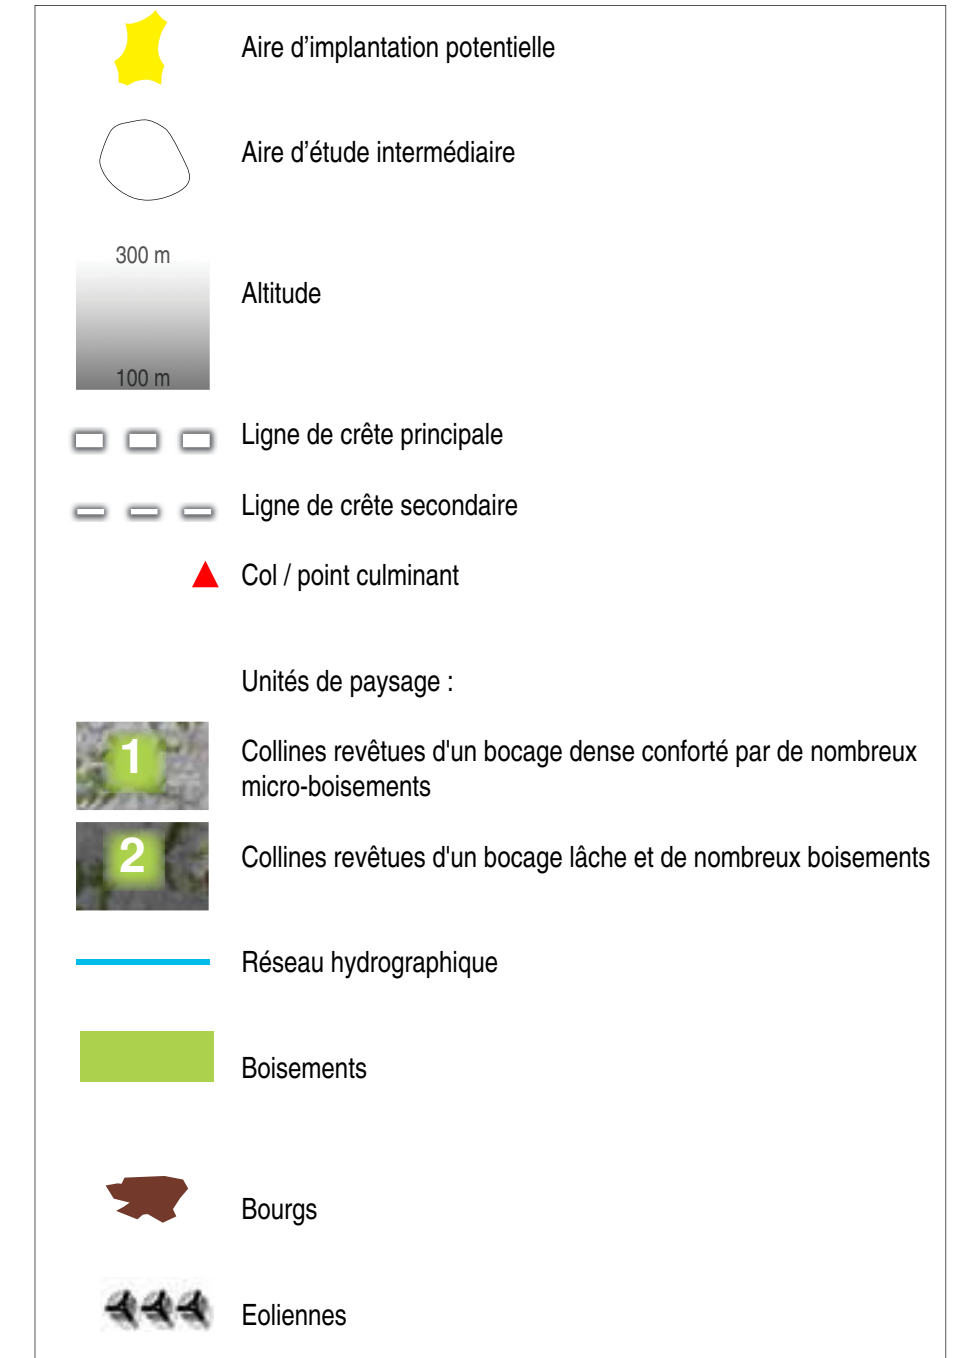 Aire d'implantation potentielle
Aire d'étude intermédiaire
300 m
Altitude
100 m
Ligne de crête principale
Ligne de crête secondaire
Col / point culminant
Unités de paysage :
1
Collines revêtues d'un bocage dense conforté par de nombreux
micro-boisements
2
Collines revêtues d'un bocage lâche et de nombreux boisements
Réseau hydrographique
Boisements
Bourgs
Eoliennes